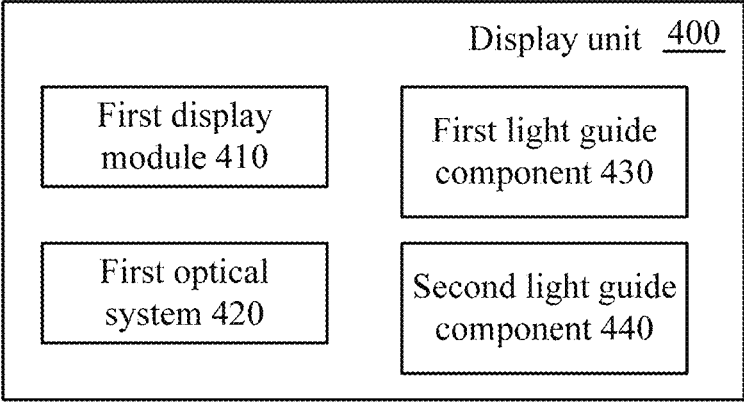 Display unit 400
First display
module 410
First light guide
component 430
First optical
system 420
Second light guide
component 440